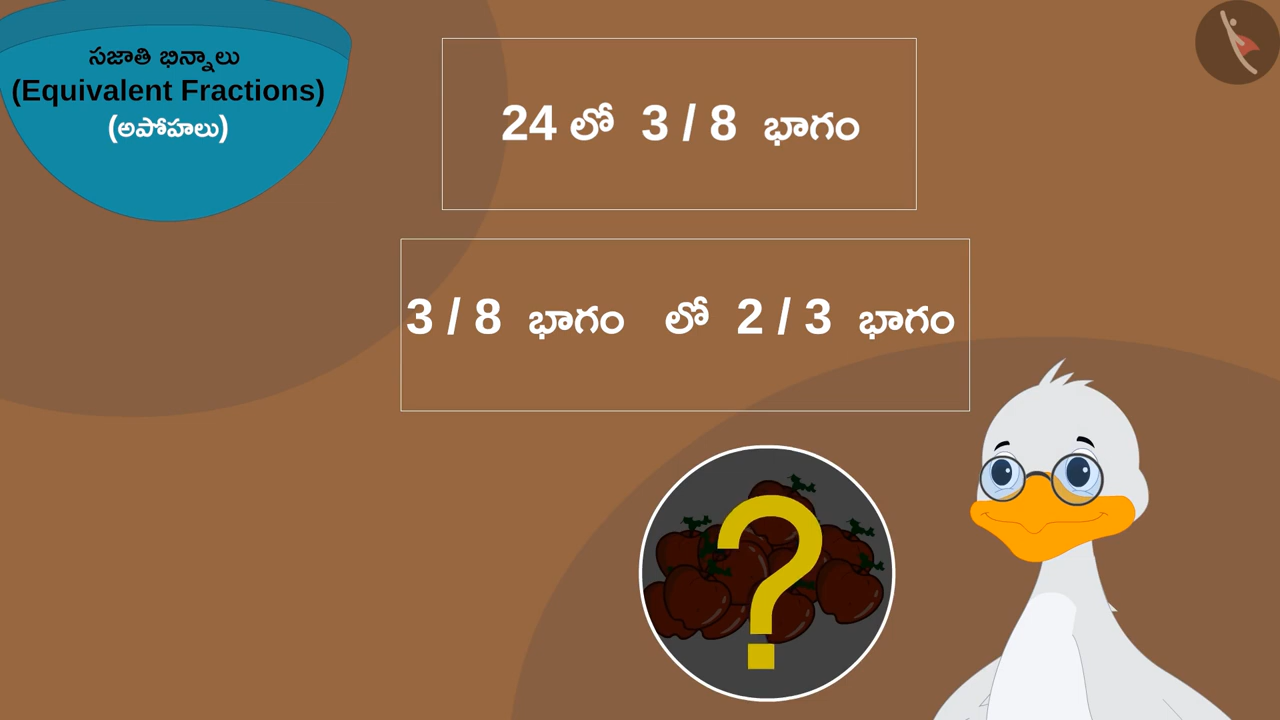 సజాతి భిన్నాలు
(Equivalent Fractions)
(అపోహలు)
24 లో 3 / 8 భాగం
3 / 8 భాగం లో 2 / 3 భాగం
?